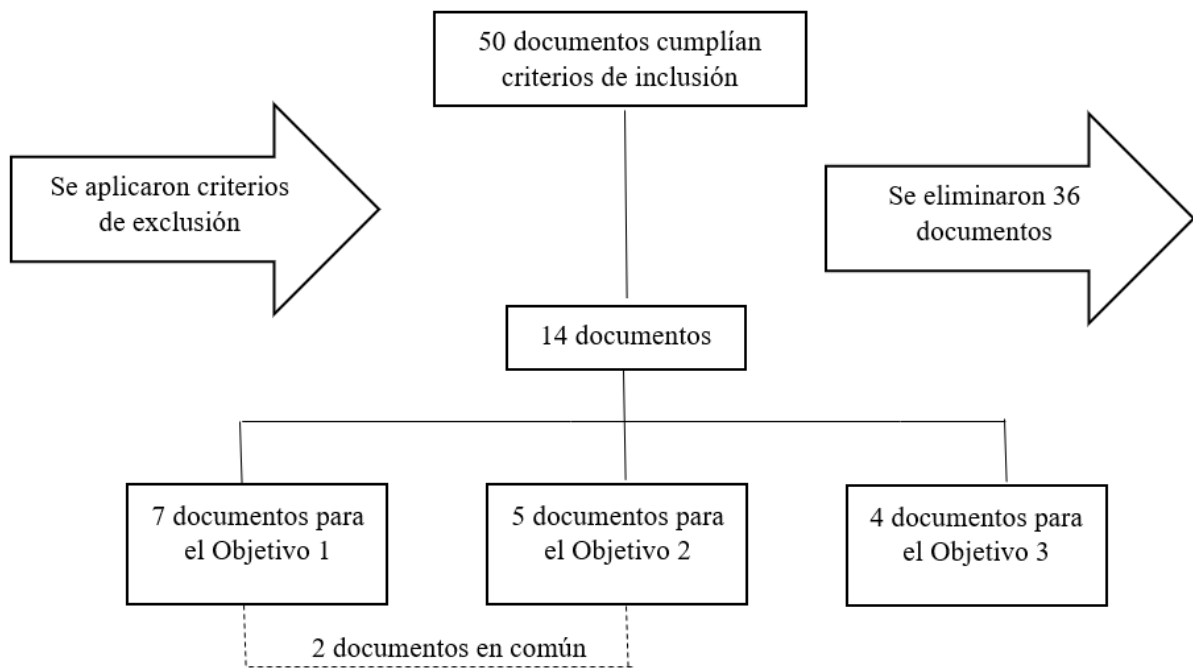 50 documentos cumplían
criterios de inclusión
Se aplicaron criterios
de exclusión
Se eliminaron 36
documentos
14 documentos
7 documentos para
el Objetivo 1
5 documentos para
el Objetivo 2
4 documentos para
el Objetivo 3
2 documentos en común